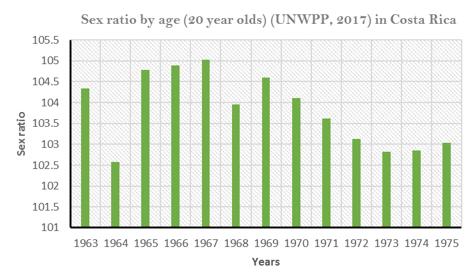 Sex ratio by age (20 year olds) (UNWPP, 2017) in Costa Rica
105.5
105
104.5
104
103.5
103
102.5
102
101.5
101
Sex ratio
1963 1964 1965 1966 1967 1968 1969 1970 1971 1972 1973 1974 1975
Years